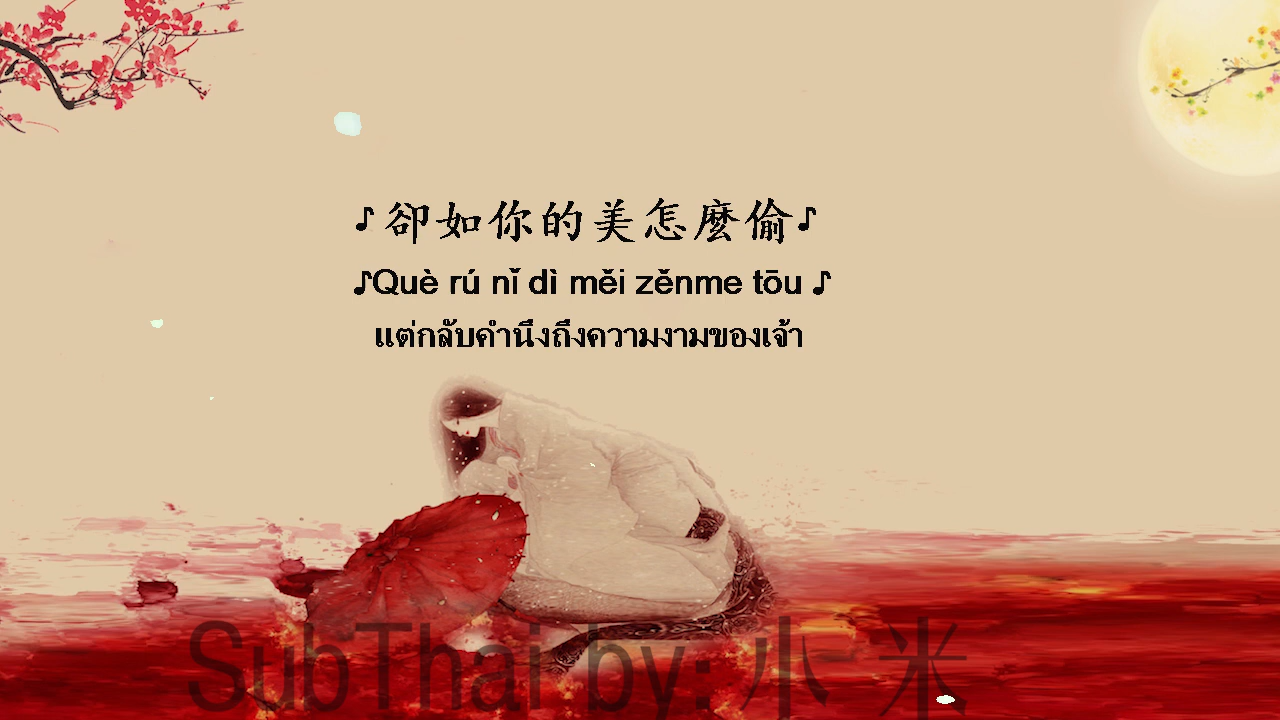 ♪ 卻如你的美怎麼偷♪
♪Què rú nǐ dì měi zěnme tōu ♪
แต่กลับคำนึงถึงความงามของเจ้า
SubThai by: 小米